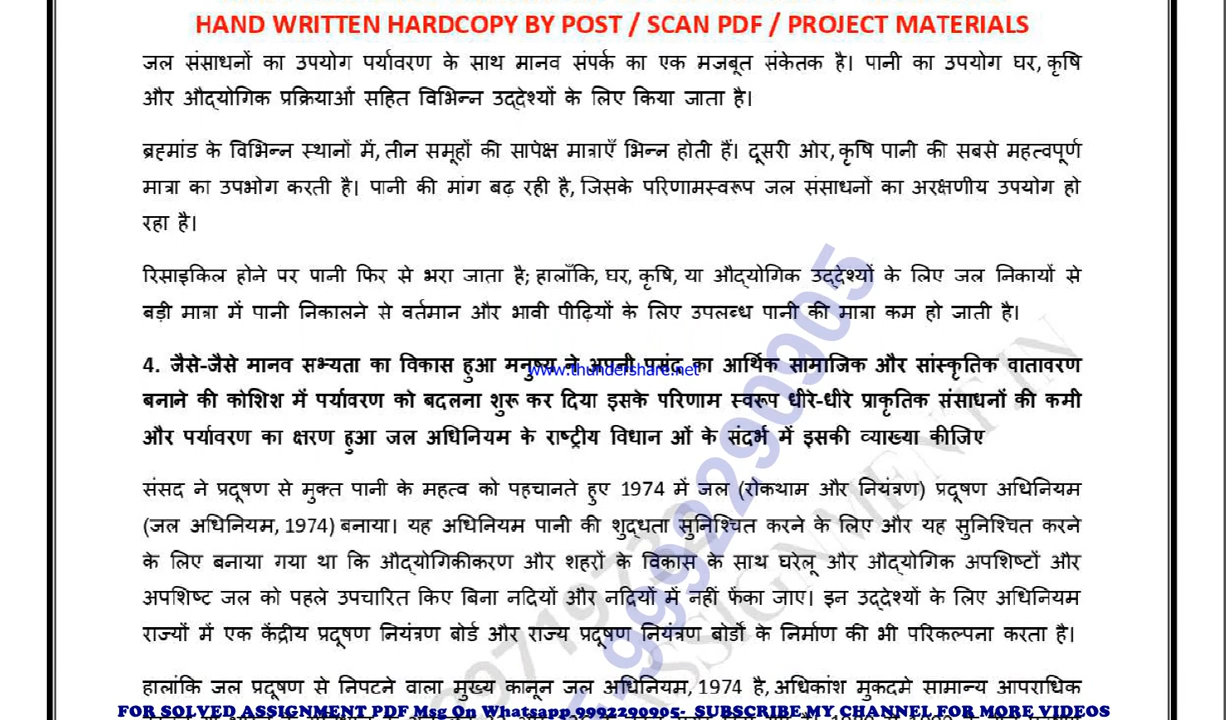 HAND WRITTEN HARDCOPY BY POST / SCAN PDF / PROJECT MATERIALS
जल संसाधनों का उपयोग पर्यावरण के साथ मानव संपर्क का एक मजबूत संकेतक है। पानी का उपयोग घर, कृषि
और औद्योगिक प्रक्रियाओं सहित विभिन्न उद्देश्यों के लिए किया जाता है।
ब्रह्मांड के विभिन्न स्थानों में, तीन समूहों की सापेक्ष मात्राएँ भिन्न होती हैं। दूसरी ओर, कृषि पानी की सबसे महत्वपूर्ण
मात्रा का उपभोग करती है। पानी की मांग बढ़ रही है, जिसके परिणामस्वरूप जल संसाधनों का अरक्षणीय उपयोग हो
रहा है।
रिसाइकिल होने पर पानी फिर से भरा जाता है; हालाँकि, घर, कृषि, या औद्योगिक उद्देश्यों के लिए जल निकायों से
बड़ी मात्रा में पानी निकालने से वर्तमान और भावी पीढ़ियों के लिए उपलब्ध पानी की मात्रा कम हो जाती है।
4. जैसे-जैसे मानव सभ्यता का विकास हुआ मनुष्य ने अपनी पसंद का आर्थिक सामाजिक और सांस्कृतिक वातावरण
www.thundershare.net
बनाने की कोशिश में पर्यावरण को बदलना शुरू कर दिया इसके परिणाम स्वरूप धीरे-धीरे प्राकृतिक संसाधनों की कमी
और पर्यावरण का क्षरण हुआ जल अधिनियम के राष्ट्रीय विधान ओं के संदर्भ में इसकी व्याख्या कीजिए
संसद ने प्रदूषण से मुक्त पानी के महत्व को पहचानते हुए 1974 में जल (रोकथाम और नियंत्रण) प्रदूषण अधिनियम
(जल अधिनियम, 1974) बनाया। यह अधिनियम पानी की शुद्धता सुनिश्चित करने के लिए और यह सुनिश्चित करने
के लिए बनाया गया था कि औद्योगिकीकरण और शहरों के विकास के साथ घरेलू और औद्योगिक अपशिष्टों और
अपशिष्ट जल को पहले उपचारित किए बिना नदियों और नदियों में नहीं फेंका जाए। इन उद्देश्यों के लिए अधिनियम
राज्यों में एक केंद्रीय प्रदूषण नियंत्रण बोर्ड और राज्य प्रदूषण नियंत्रण बोर्डों के निर्माण की भी परिकल्पना करता है।
हालांकि जल प्रदूषण से निपटने वाला मुख्य कानून जल अधिनियम, 1974 है, अधिकांश मुकदमे सामान्य आपराधिक
FOR SOLVED ASSIGNMENT PDF Msg On Whatsapp 9992290905- SUBSCRIBE MY CHANNEL FOR MORE VIDEOS